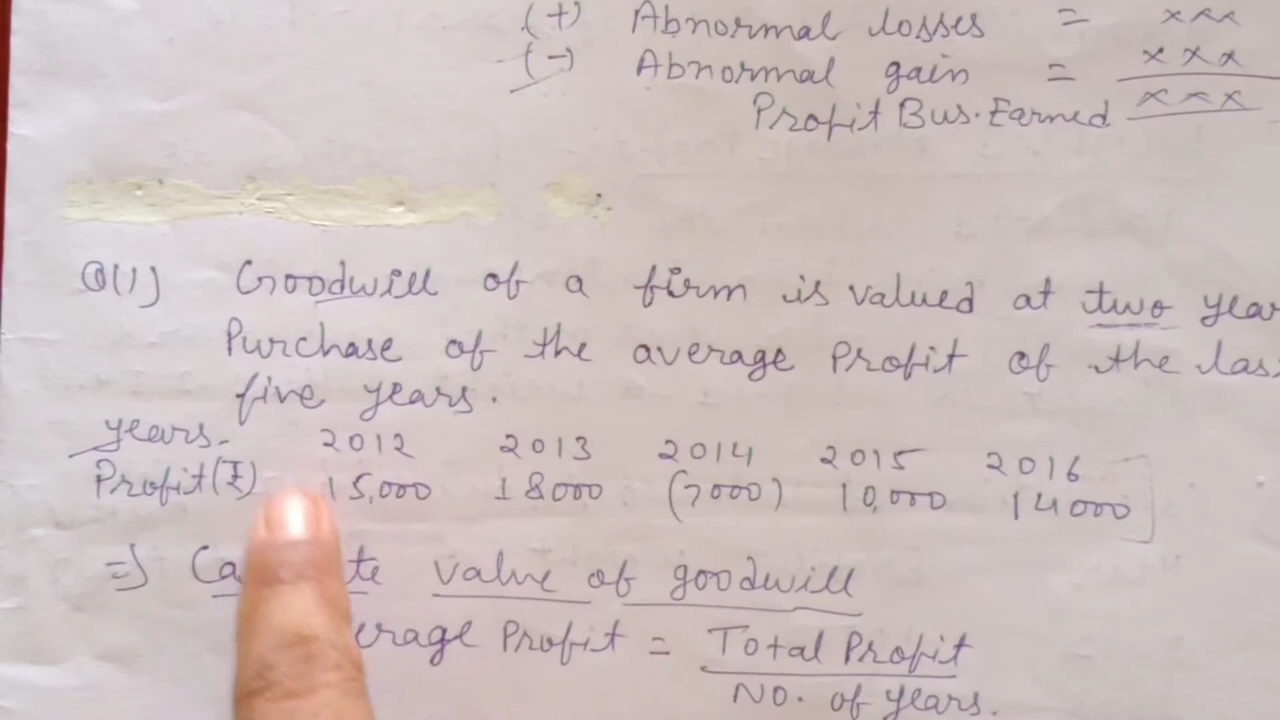 (+) Abnormal losses = xxx
(-) Abnormal gain = xxx
Profit Bus. Earned xxx
Q(1) Goodwill of a firm is valued at two year
Purchase of the average Profit of the las
five years.
years. 2012 2013 2014 2015 2016
Profit(₹) 15,000 18000 (7000) 10,000 14000
=) Ca te value of goodwill
erage Profit = Total Profit
No. of years.